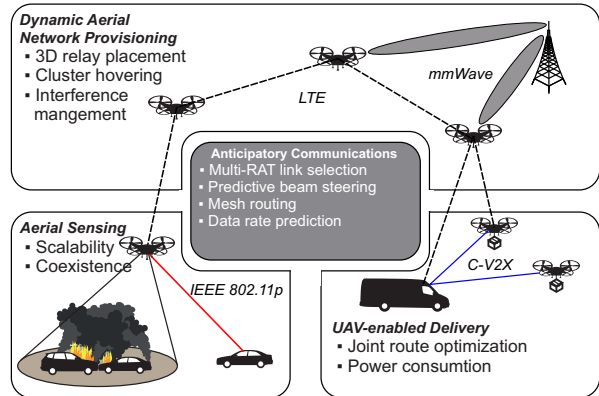 Dynamic Aerial
Network Provisioning
▪ 3D relay placement
▪ Cluster hovering
▪ Interference
mangement
LTE
mmWave
Anticipatory Communications
▪ Multi-RAT link selection
▪ Predictive beam steering
▪ Mesh routing
▪ Data rate prediction
Aerial Sensing
▪ Scalability
▪ Coexistence
IEEE 802.11p
C-V2X
UAV-enabled Delivery
▪ Joint route optimization
▪ Power consumtion